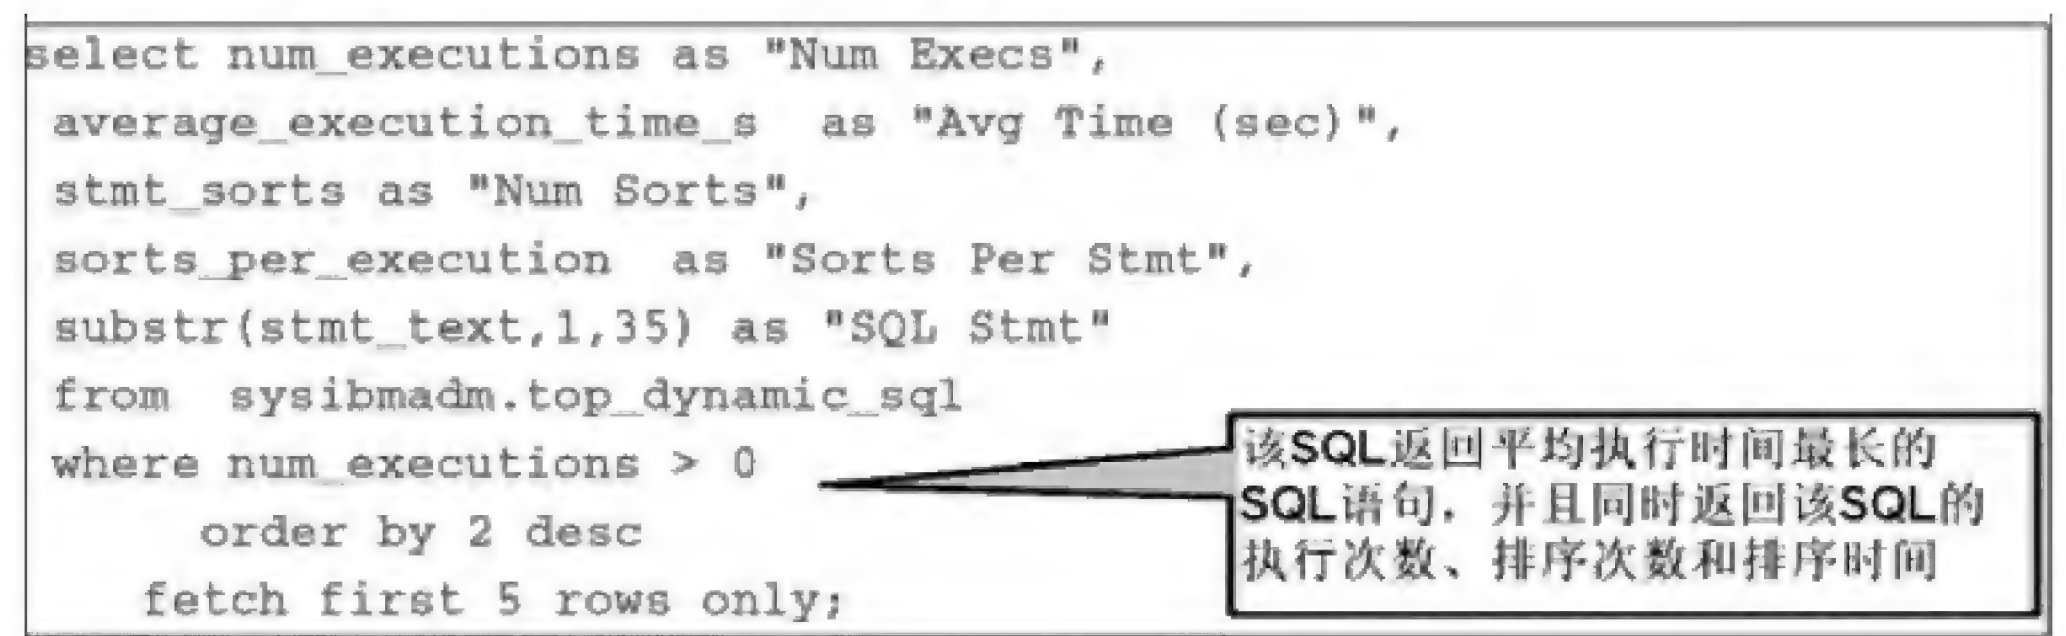 select num_executions as "Num Execs",
average_execution_time_s as "Avg Time (sec)",
stmt_sorts as "Num Sorts",
sorts_per_execution as "Sorts Per Stmt",
substr(stmt_text,1,35) as "SQL Stmt"
from sysibmadm.top_dynamic_sql
where num_executions > 0
order by 2 desc
fetch first 5 rows only;
该SQL返回平均执行时间最长的
SQL语句，并且同时返回该SQL的
执行次数、排序次数和排序时间